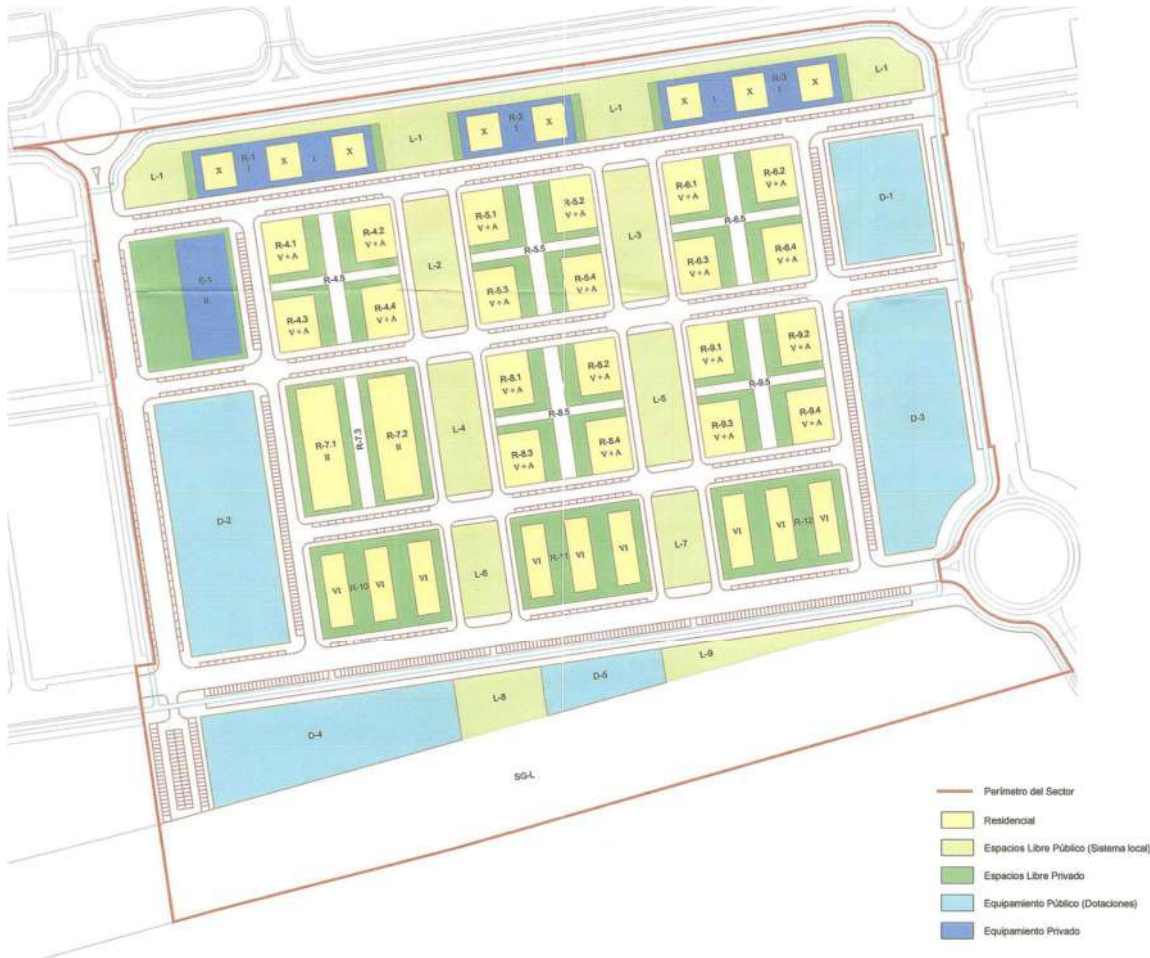 L-1
R-3
I
X
I
X
X
R-2
I
X
X
L-1
L-1
R-1
I
X
X
I
X
L-1
D-1
R-6.1
V+A
R-6.2
V+A
R-6.5
R-6.3
V+A
R-6.4
V+A
L-3
R-5.1
V+A
R-5.2
V+A
R-5.5
R-5.3
V+A
R-5.4
V+A
L-2
R-4.1
V+A
R-4.2
V+A
R-4.5
R-4.3
V+A
R-4.4
V+A
II
D-3
R-9.1
V+A
R-9.2
V+A
R-9.5
R-9.3
V+A
R-9.4
V+A
L-5
R-8.1
V+A
R-8.2
V+A
R-8.5
R-8.3
V+A
R-8.4
V+A
L-4
R-7.1
II
R-7.3
R-7.2
II
D-2
VI
VI
R-12
VI
L-7
VI
R-11
VI
VI
L-6
VI
R-10
VI
VI
L-9
D-5
L-8
D-4
SG-L
Perímetro del Sector
Residencial
Espacios Libre Público (Sistema local)
Espacios Libre Privado
Equipamiento Público (Dotaciones)
Equipamiento Privado